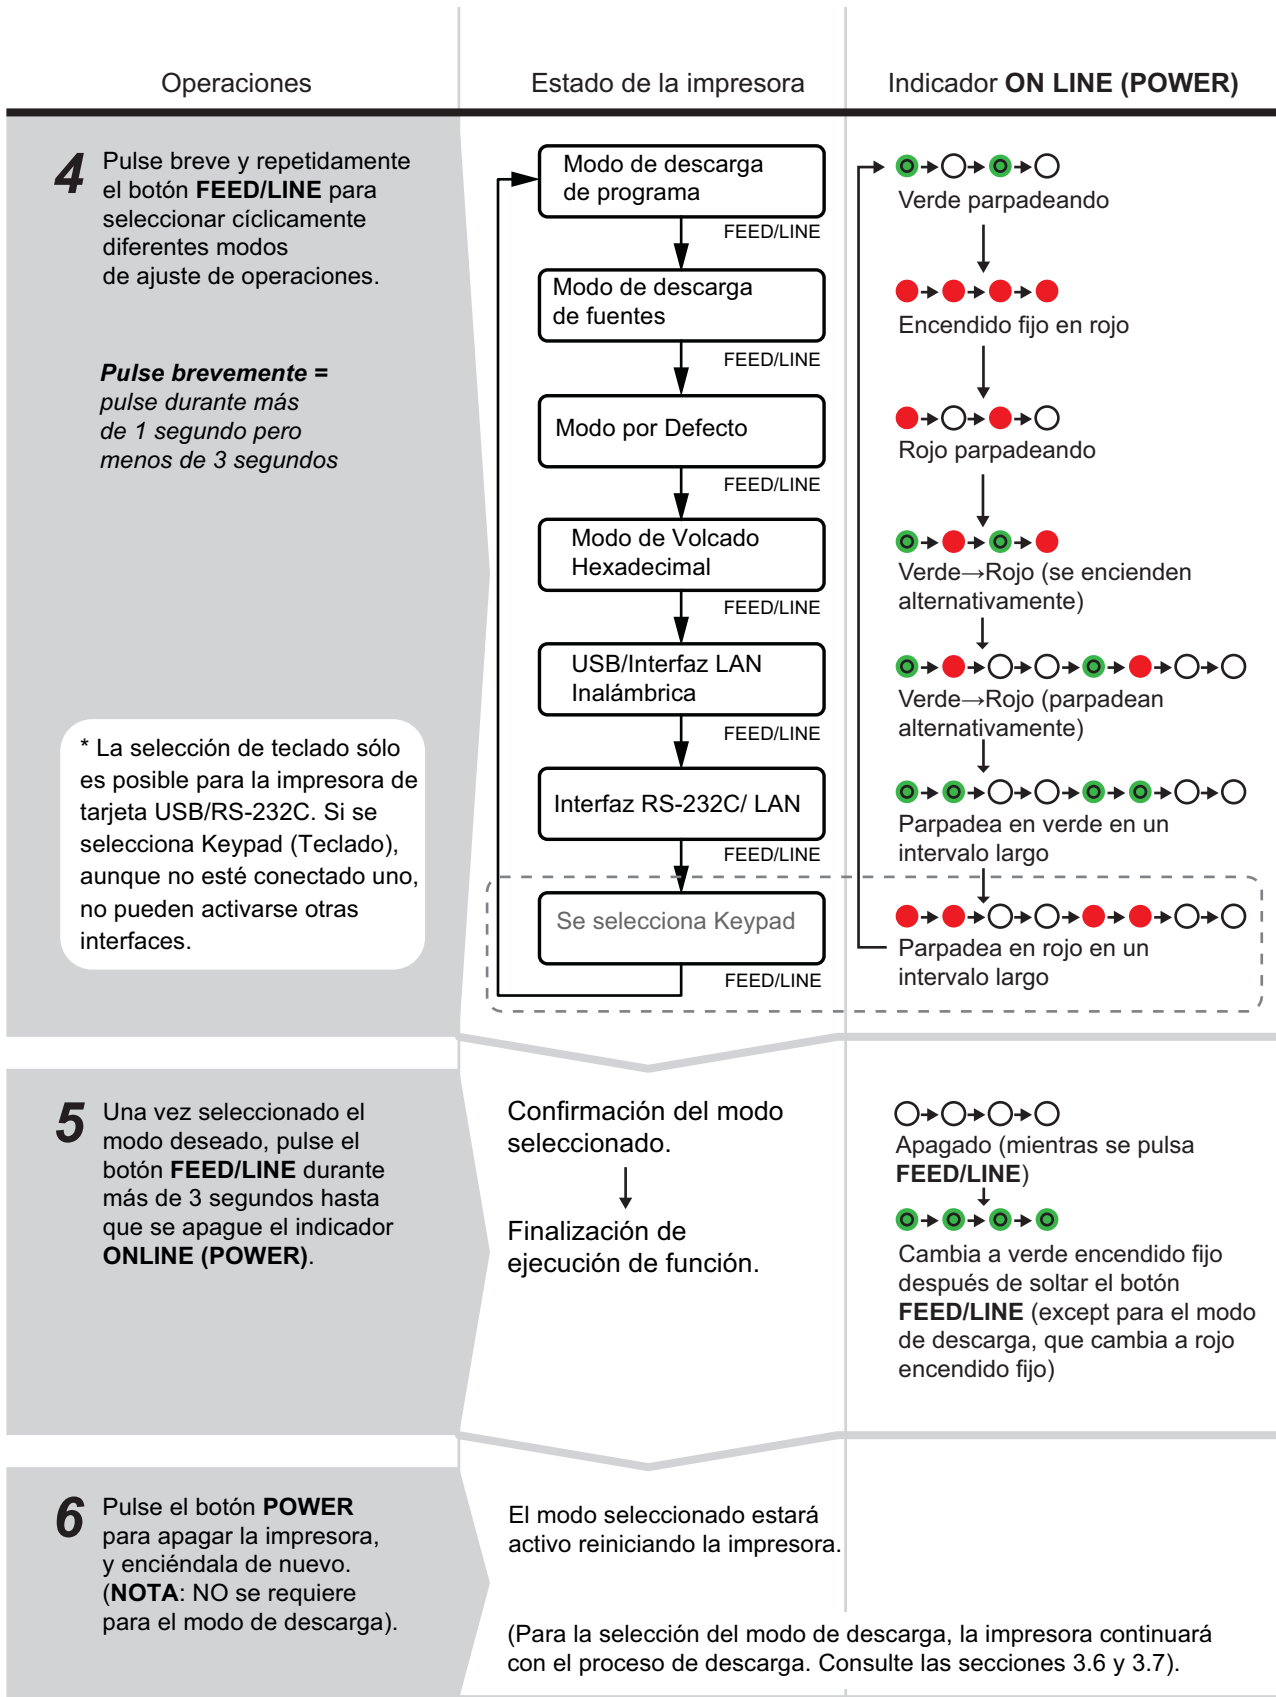 Operaciones
Estado de la impresora
Indicador ON LINE (POWER)
4
Pulse breve y repetidamente
el botón FEED/LINE para
seleccionar cíclicamente
diferentes modos
de ajuste de operaciones.
Pulse brevemente =
pulse durante más
de 1 segundo pero
menos de 3 segundos
* La selección de teclado sólo
es posible para la impresora de
tarjeta USB/RS-232C. Si se
selecciona Keypad (Teclado),
aunque no esté conectado uno,
no pueden activarse otras
interfaces.
Modo de descarga
de programa
FEED/LINE
Modo de descarga
de fuentes
FEED/LINE
Modo por Defecto
FEED/LINE
Modo de Volcado
Hexadecimal
FEED/LINE
USB/Interfaz LAN
Inalámbrica
FEED/LINE
Interfaz RS-232C/ LAN
FEED/LINE
Se selecciona Keypad
FEED/LINE
Verde parpadeando
Encendido fijo en rojo
Rojo parpadeando
Verde→Rojo (se encienden
alternativamente)
Verde→Rojo (parpadean
alternativamente)
Parpadea en verde en un
intervalo largo
Parpadea en rojo en un
intervalo largo
5
Una vez seleccionado el
modo deseado, pulse el
botón FEED/LINE durante
más de 3 segundos hasta
que se apague el indicador
ONLINE (POWER).
Confirmación del modo
seleccionado.
Finalización de
ejecución de función.
Apagado (mientras se pulsa
FEED/LINE)
Cambia a verde encendido fijo
después de soltar el botón
FEED/LINE (except para el modo
de descarga, que cambia a rojo
encendido fijo)
6
Pulse el botón POWER
para apagar la impresora,
y enciéndala de nuevo.
(NOTA: NO se requiere
para el modo de descarga).
El modo seleccionado estará
activo reiniciando la impresora.
(Para la selección del modo de descarga, la impresora continuará
con el proceso de descarga. Consulte las secciones 3.6 y 3.7).